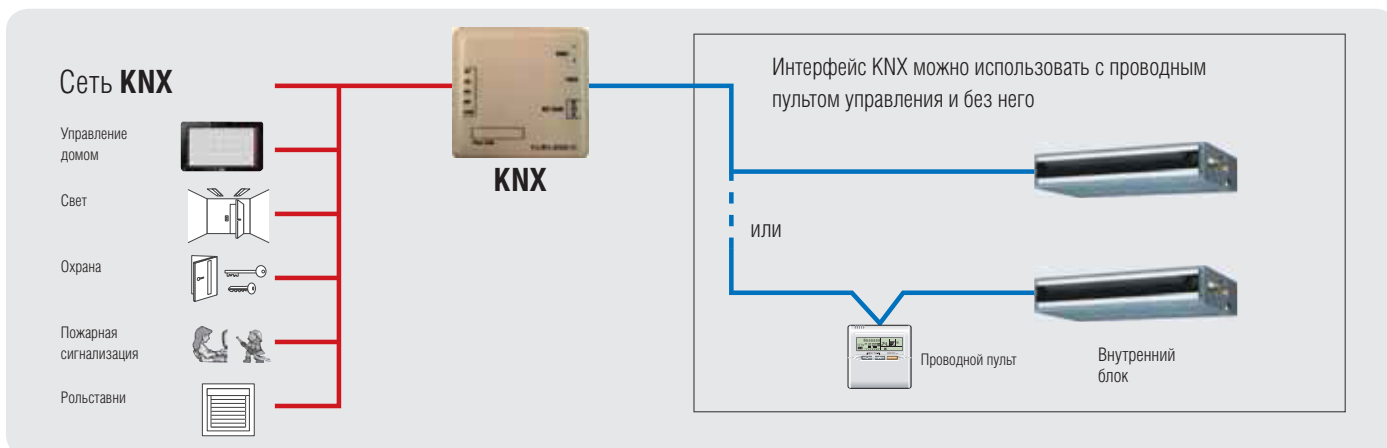 Сеть KNX
Управление
домом
Свет
Охрана
Пожарная
сигнализация
Рольставни
KNX
Интерфейс KNX можно использовать с проводным
пультом управления и без него
или
Проводной пульт
Внутренний
блок